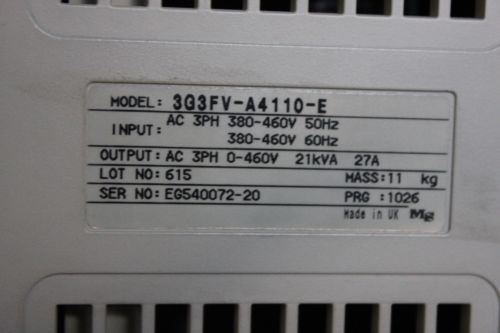 MODEL: 3G3FV-A4110-E
INPUT: AC 3PH 380-460V 50Hz
380-460V 60Hz
OUTPUT: AC 3PH 0-460V 21kVA 27A
LOT NO: 615 MASS: 11 kg
SER NO: EG540072-20 PRG : 1026
Made in UK Mg